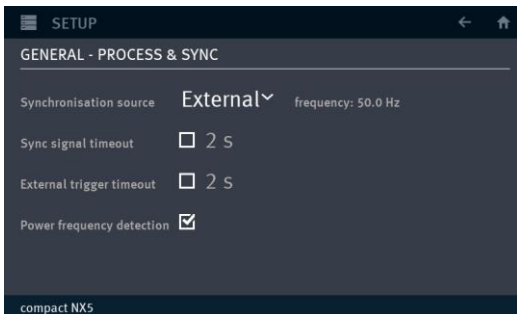 SETUP
GENERAL - PROCESS & SYNC
Synchronisation source External frequency: 50.0 Hz
Sync signal timeout 2 s
External trigger timeout 2 s
Power frequency detection
compact NX5